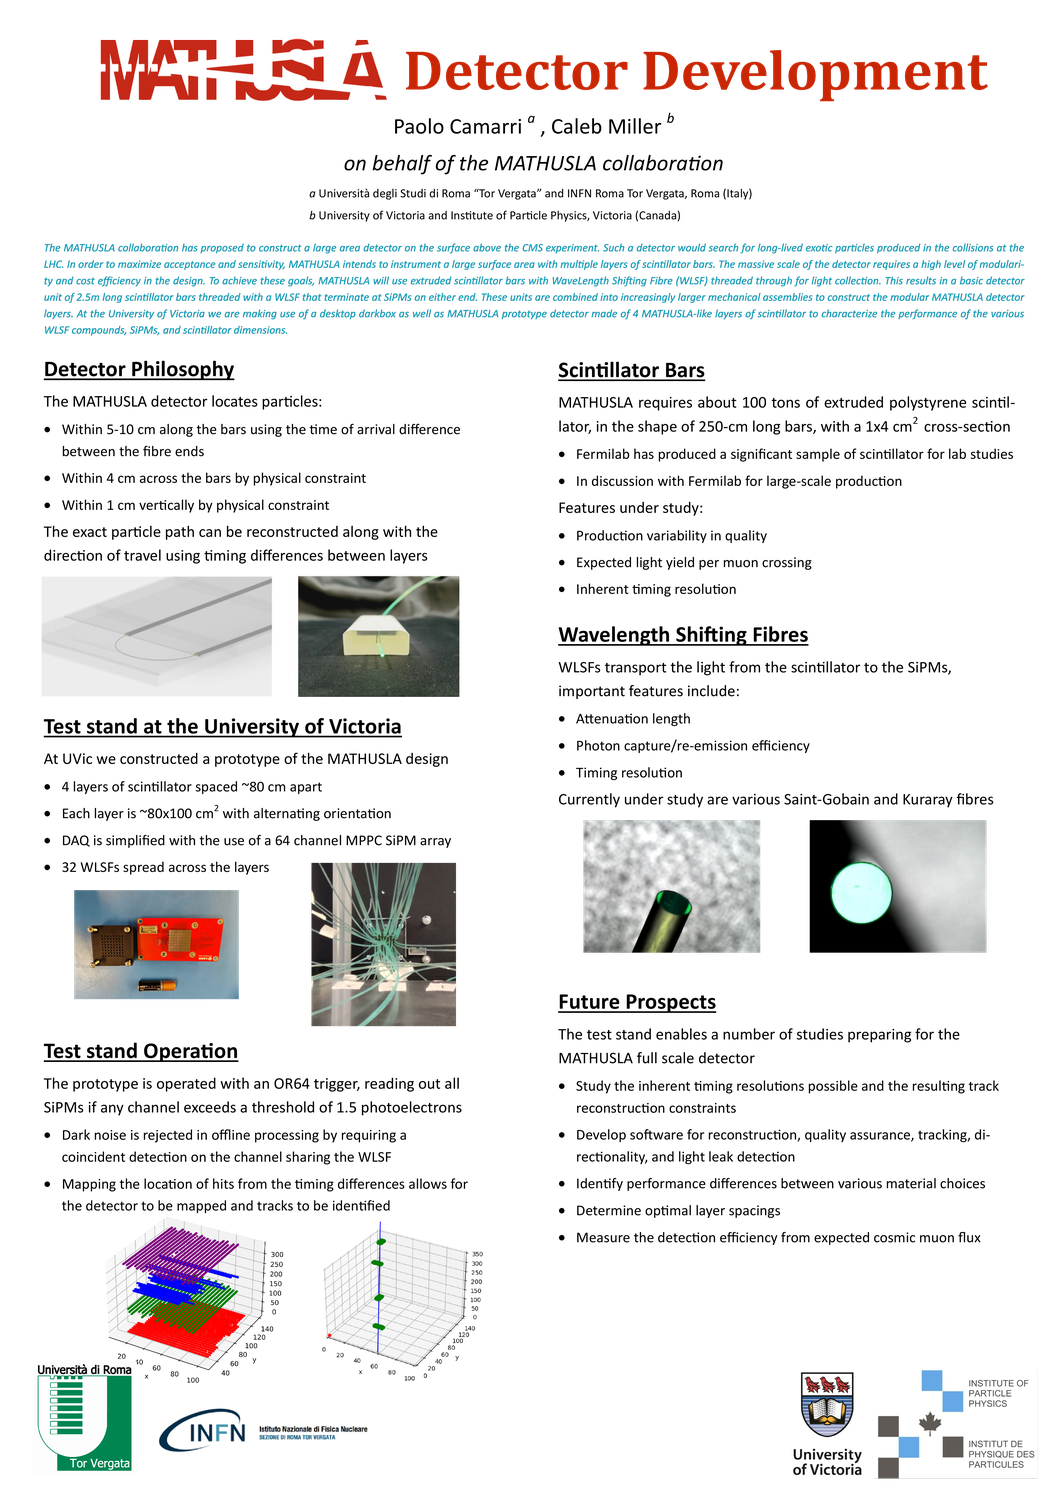 MATHUSLA Detector Development
Paolo Camarri a , Caleb Miller b
on behalf of the MATHUSLA collaboration
a Università degli Studi di Roma “Tor Vergata” and INFN Roma Tor Vergata, Roma (Italy)
b University of Victoria and Institute of Particle Physics, Victoria (Canada)
The MATHUSLA collaboration has proposed to construct a large area detector on the surface above the CMS experiment. Such a detector would search for long-lived exotic particles produced in the collisions at the
LHC. In order to maximize acceptance and sensitivity, MATHUSLA intends to instrument a large surface area with multiple layers of scintillator bars. The massive scale of the detector requires a high level of modulari-
ty and cost efficiency in the design. To achieve these goals, MATHUSLA will use extruded scintillator bars with WaveLength Shifting Fibre (WLSF) threaded through for light collection. This results in a basic detector
unit of 2.5m long scintillator bars threaded with a WLSF that terminate at SiPMs on either end. These units are combined into increasingly larger mechanical assemblies to construct the modular MATHUSLA detector
layers. At the University of Victoria we are making use of a desktop darkbox as well as MATHUSLA prototype detector made of 4 MATHUSLA-like layers of scintillator to characterize the performance of the various
WLSF compounds, SiPMs, and scintillator dimensions.
Detector Philosophy
The MATHUSLA detector locates particles:
• Within 5-10 cm along the bars using the time of arrival difference
between the fibre ends
• Within 4 cm across the bars by physical constraint
• Within 1 cm vertically by physical constraint
The exact particle path can be reconstructed along with the
direction of travel using timing differences between layers
Test stand at the University of Victoria
At UVic we constructed a prototype of the MATHUSLA design
• 4 layers of scintillator spaced ~80 cm apart
• Each layer is ~80x100 cm2 with alternating orientation
• DAQ is simplified with the use of a 64 channel MPPC SiPM array
• 32 WLSFs spread across the layers
Test stand Operation
The prototype is operated with an OR64 trigger, reading out all
SiPMs if any channel exceeds a threshold of 1.5 photoelectrons
• Dark noise is rejected in offline processing by requiring a
coincident detection on the channel sharing the WLSF
• Mapping the location of hits from the timing differences allows for
the detector to be mapped and tracks to be identified
300
250
200
150
100
50
0
140
120
100
80
60
40
y
20
40
60
80
100
x
350
300
250
200
150
100
50
0
140
120
100
80
60
40
20
0
y
0
20
40
60
80
100
x
Scintillator Bars
MATHUSLA requires about 100 tons of extruded polystyrene scintil-
lator, in the shape of 250-cm long bars, with a 1x4 cm2 cross-section
• Fermilab has produced a significant sample of scintillator for lab studies
• In discussion with Fermilab for large-scale production
Features under study:
• Production variability in quality
• Expected light yield per muon crossing
• Inherent timing resolution
Wavelength Shifting Fibres
WLSFs transport the light from the scintillator to the SiPMs,
important features include:
• Attenuation length
• Photon capture/re-emission efficiency
• Timing resolution
Currently under study are various Saint-Gobain and Kuraray fibres
Future Prospects
The test stand enables a number of studies preparing for the
MATHUSLA full scale detector
• Study the inherent timing resolutions possible and the resulting track
reconstruction constraints
• Develop software for reconstruction, quality assurance, tracking, di-
rectionality, and light leak detection
• Identify performance differences between various material choices
• Determine optimal layer spacings
• Measure the detection efficiency from expected cosmic muon flux
Università di Roma
Tor Vergata
INFN
Istituto Nazionale di Fisica Nucleare
SEZIONE DI ROMA TOR VERGATA
University
of Victoria
INSTITUTE OF
PARTICLE
PHYSICS
INSTITUT DE
PHYSIQUE DES
PARTICULES